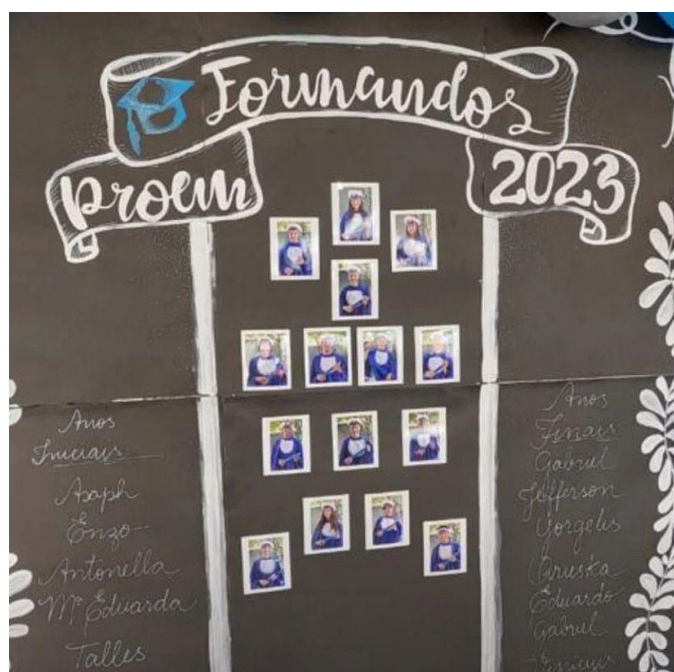 Formandos
Proem 2023
Anos
Iniciais
Asaph
Enzo
Antonella
Mª Eduarda
Talles
Anos
Finais
Gabriel
Jefferson
Yorgelis
Eduardo
Gabriel